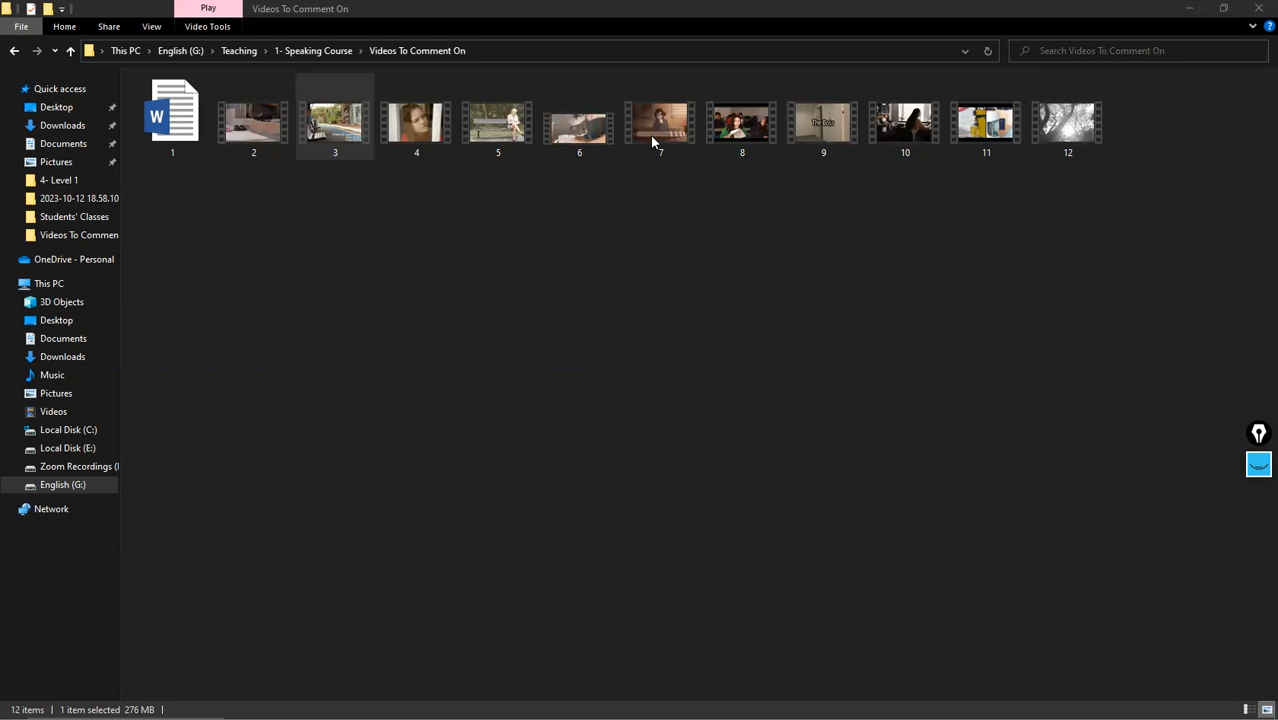 Play
Videos To Comment On
File
Home
Share
View
Video Tools
This PC > English (G:) > Teaching > 1- Speaking Course > Videos To Comment On
Search Videos To Comment On
Quick access
Desktop
Downloads
Documents
Pictures
4- Level 1
2023-10-12 18.58.10
Students' Classes
Videos To Commen
OneDrive - Personal
This PC
3D Objects
Desktop
Documents
Downloads
Music
Pictures
Videos
Local Disk (C:)
Local Disk (E:)
Zoom Recordings (
English (G:)
Network
W
The Boss
1
2
3
4
5
6
7
8
9
10
11
12
12 items
1 item selected 276 MB